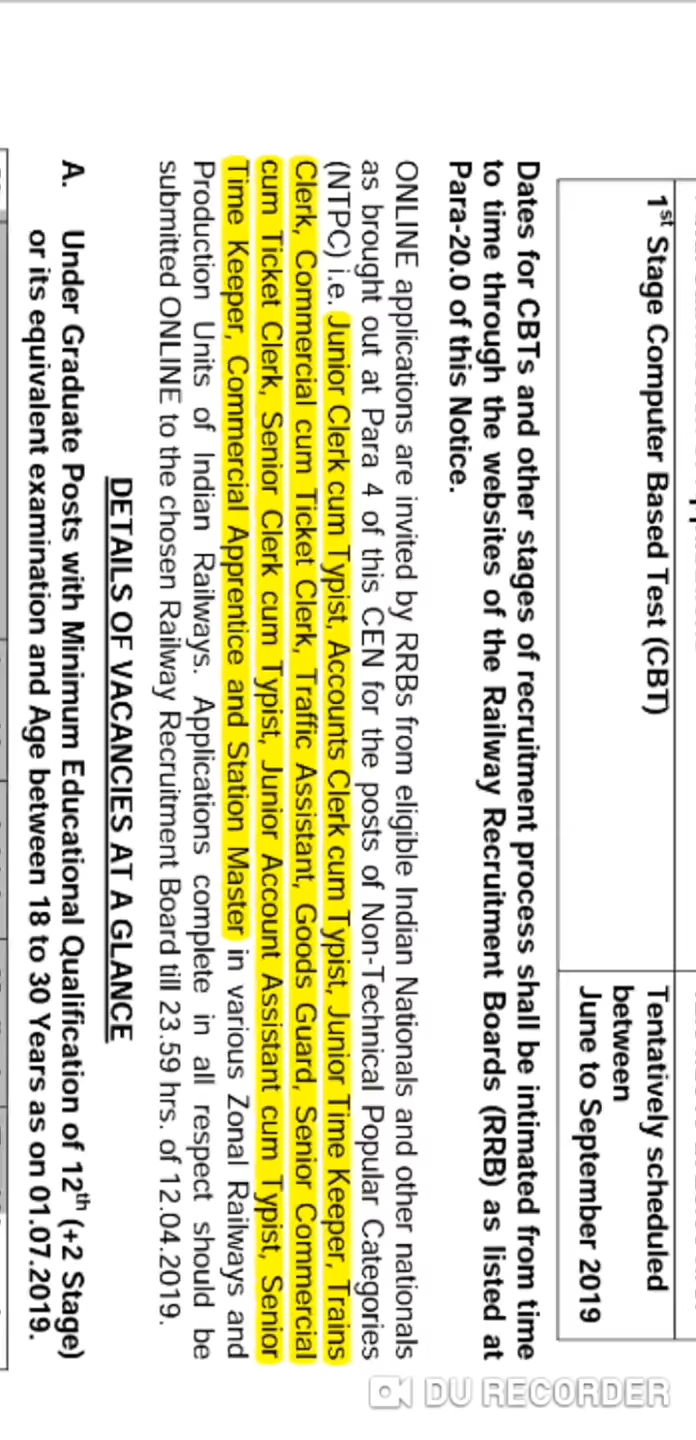 1st Stage Computer Based Test (CBT)
Tentatively scheduled
between
June to September 2019
Dates for CBTs and other stages of recruitment process shall be intimated from time
to time through the websites of the Railway Recruitment Boards (RRB) as listed at
Para-20.0 of this Notice.
ONLINE applications are invited by RRBs from eligible Indian Nationals and other nationals
as brought out at Para 4 of this CEN for the posts of Non-Technical Popular Categories
(NTPC) i.e. Junior Clerk cum Typist, Accounts Clerk cum Typist, Junior Time Keeper, Trains
Clerk, Commercial cum Ticket Clerk, Traffic Assistant, Goods Guard, Senior Commercial
cum Ticket Clerk, Senior Clerk cum Typist, Junior Account Assistant cum Typist, Senior
Time Keeper, Commercial Apprentice and Station Master in various Zonal Railways and
Production Units of Indian Railways. Applications complete in all respect should be
submitted ONLINE to the chosen Railway Recruitment Board till 23.59 hrs. of 12.04.2019.
DETAILS OF VACANCIES AT A GLANCE
A. Under Graduate Posts with Minimum Educational Qualification of 12th (+2 Stage)
or its equivalent examination and Age between 18 to 30 Years as on 01.07.2019.
DU RECORDER